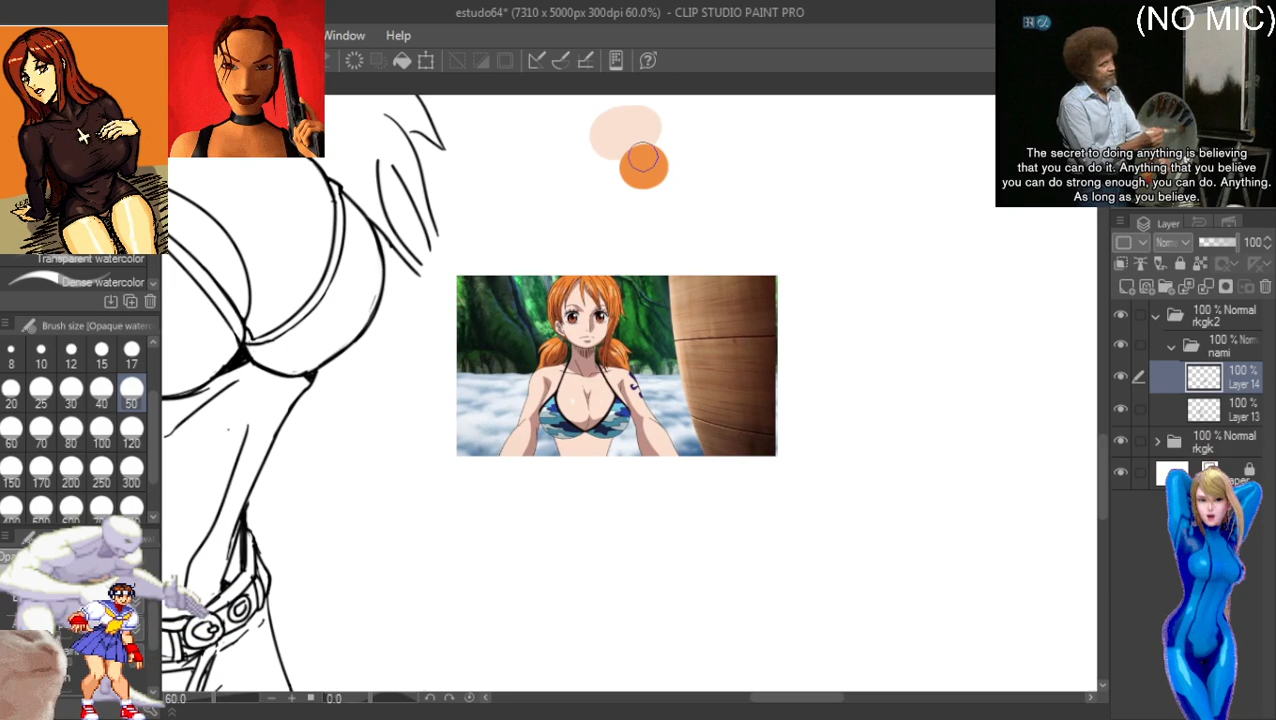 estudo64* (7310 x 5000px 300dpi 60.0%) - CLIP STUDIO PAINT PRO
(NO MIC)
Window Help
The secret to doing anything is believing
that you can do it. Anything that you believe
you can do strong enough, you can do. Anything.
As long as you believe.
Transparent watercolor
Dense watercolor
Brush size [Opaque waterc
8 10 12 15 17
20 25 30 40 50
60 70 80 100 120
150 170 200 250 300
Layer
100
100 % Normal
rkgk2
100 % Norm
nami
100 %
Layer 14
100 %
Layer 13
100 % Normal
rkgk
60.0
0.0